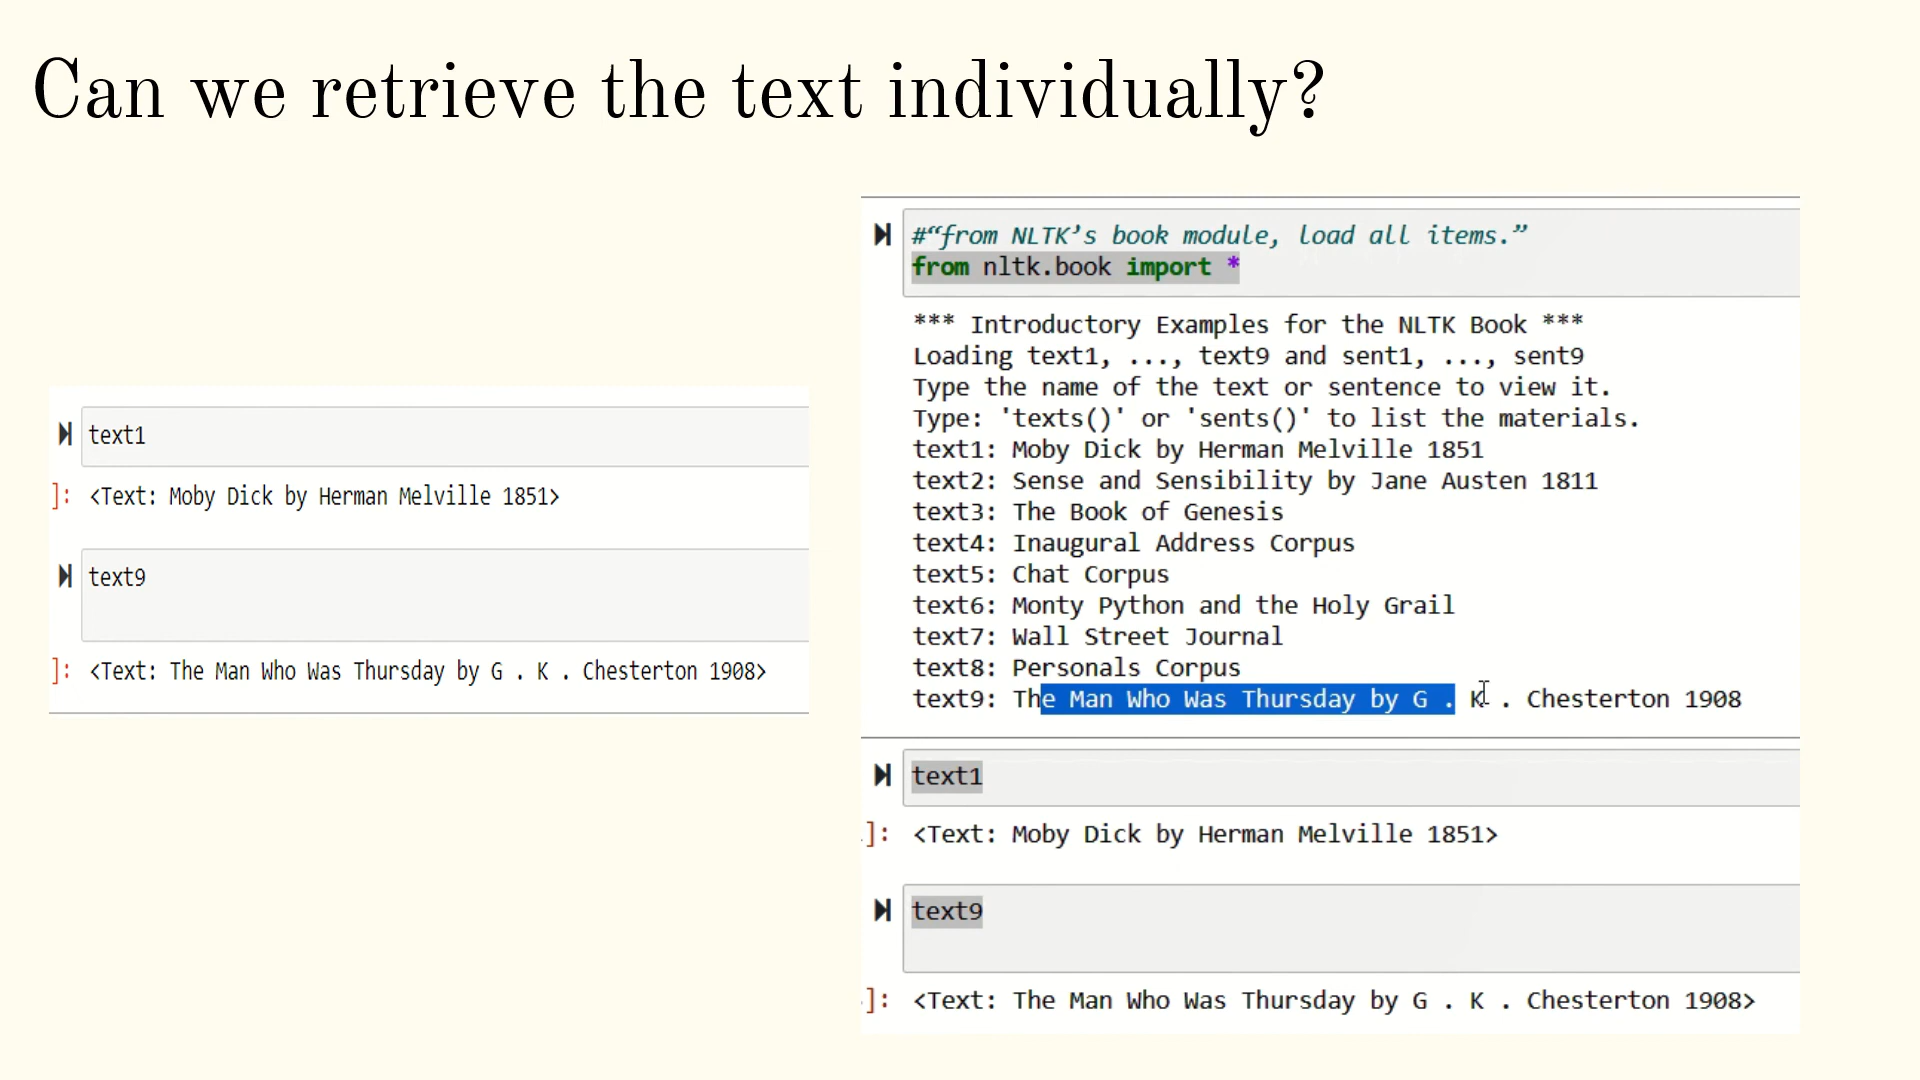 Can we retrieve the text individually?
text1
]: <Text: Moby Dick by Herman Melville 1851>
text9
]: <Text: The Man Who Was Thursday by G . K . Chesterton 1908>
#“from NLTK’s book module, load all items.”
from nltk.book import *
*** Introductory Examples for the NLTK Book ***
Loading text1, ..., text9 and sent1, ..., sent9
Type the name of the text or sentence to view it.
Type: 'texts()' or 'sents()' to list the materials.
text1: Moby Dick by Herman Melville 1851
text2: Sense and Sensibility by Jane Austen 1811
text3: The Book of Genesis
text4: Inaugural Address Corpus
text5: Chat Corpus
text6: Monty Python and the Holy Grail
text7: Wall Street Journal
text8: Personals Corpus
text9: The Man Who Was Thursday by G . K . Chesterton 1908
text1
]: <Text: Moby Dick by Herman Melville 1851>
text9
]: <Text: The Man Who Was Thursday by G . K . Chesterton 1908>